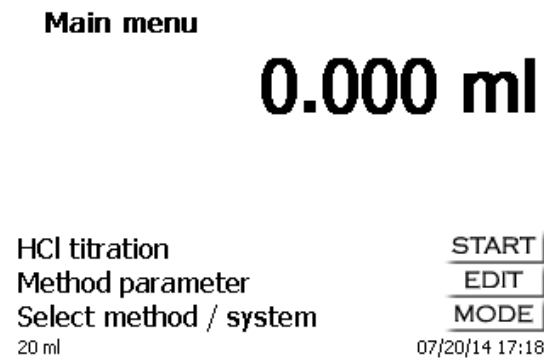 Main menu
0.000 ml
HCl titration START
Method parameter EDIT
Select method / system MODE
20 ml 07/20/14 17:18